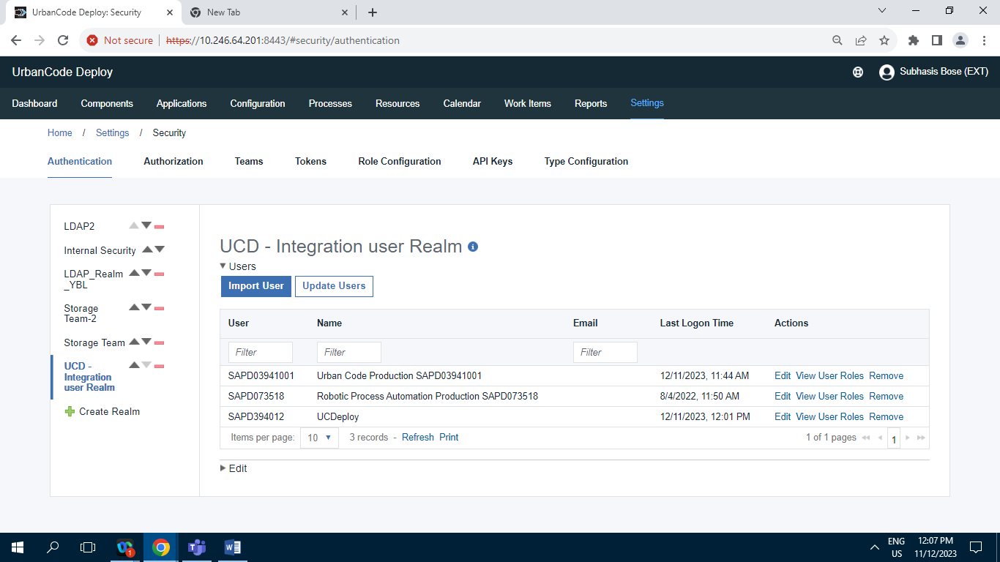 UrbanCode Deploy: Security
New Tab
Not secure https://10.246.64.201:8443/#security/authentication
UrbanCode Deploy
Subhasis Bose (EXT)
Dashboard Components Applications Configuration Processes Resources Calendar Work Items Reports Settings
Home / Settings / Security
Authentication Authorization Teams Tokens Role Configuration API Keys Type Configuration
LDAP2
Internal Security
LDAP_Realm
_YBL
Storage
Team-2
Storage Team
UCD -
Integration
user Realm
Create Realm
UCD - Integration user Realm
Users
Import User Update Users
User Name Email Last Logon Time Actions
Filter Filter Filter
SAPD03941001 Urban Code Production SAPD03941001 12/11/2023, 11:44 AM Edit View User Roles Remove
SAPD073518 Robotic Process Automation Production SAPD073518 8/4/2022, 11:50 AM Edit View User Roles Remove
SAPD394012 UCDeploy 12/11/2023, 12:01 PM Edit View User Roles Remove
Items per page: 10 3 records - Refresh Print 1 of 1 pages 1
Edit
1
ENG
US
12:07 PM
11/12/2023